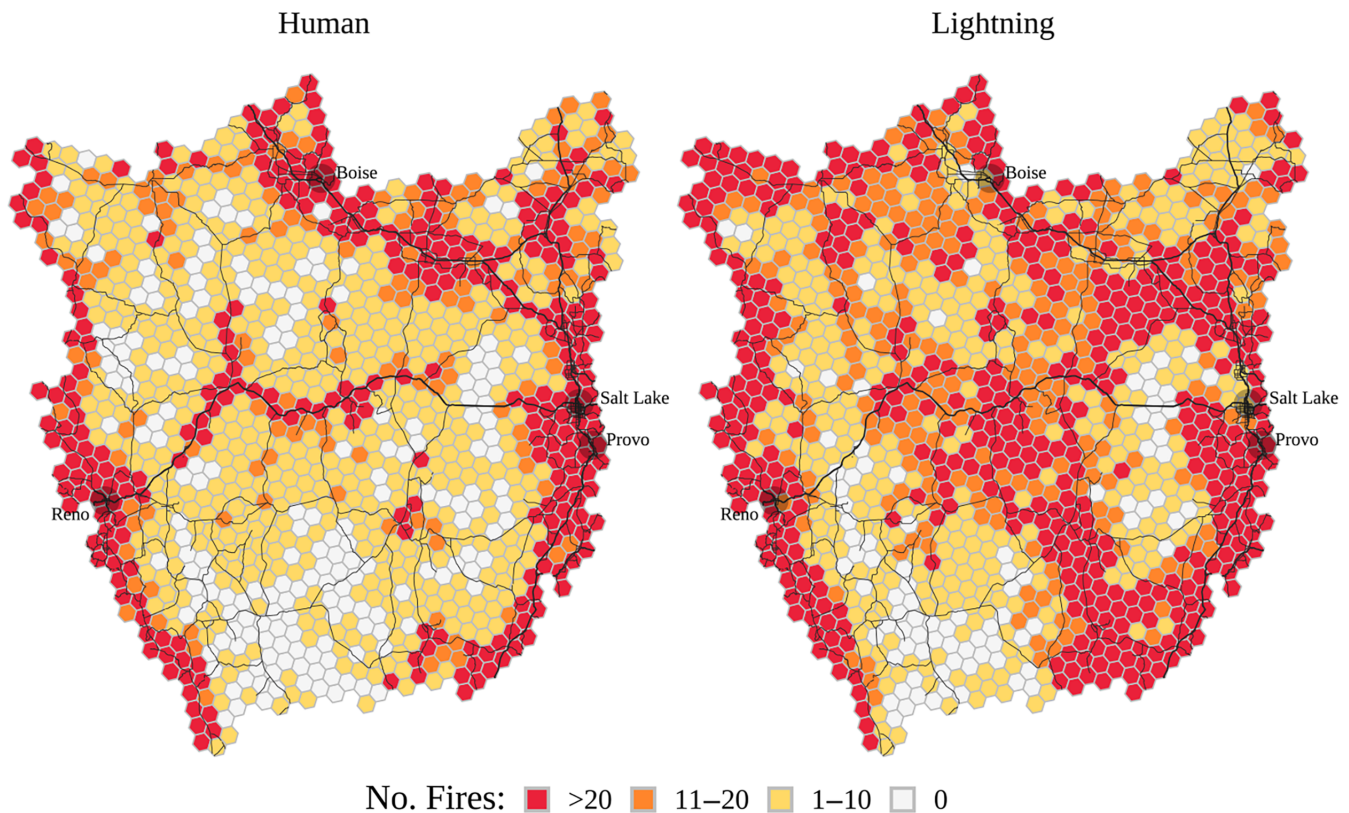 Human Lightning
Boise Boise
Salt Lake Salt Lake
Provo Provo
Reno Reno
No. Fires: >20 11–20 1–10 0